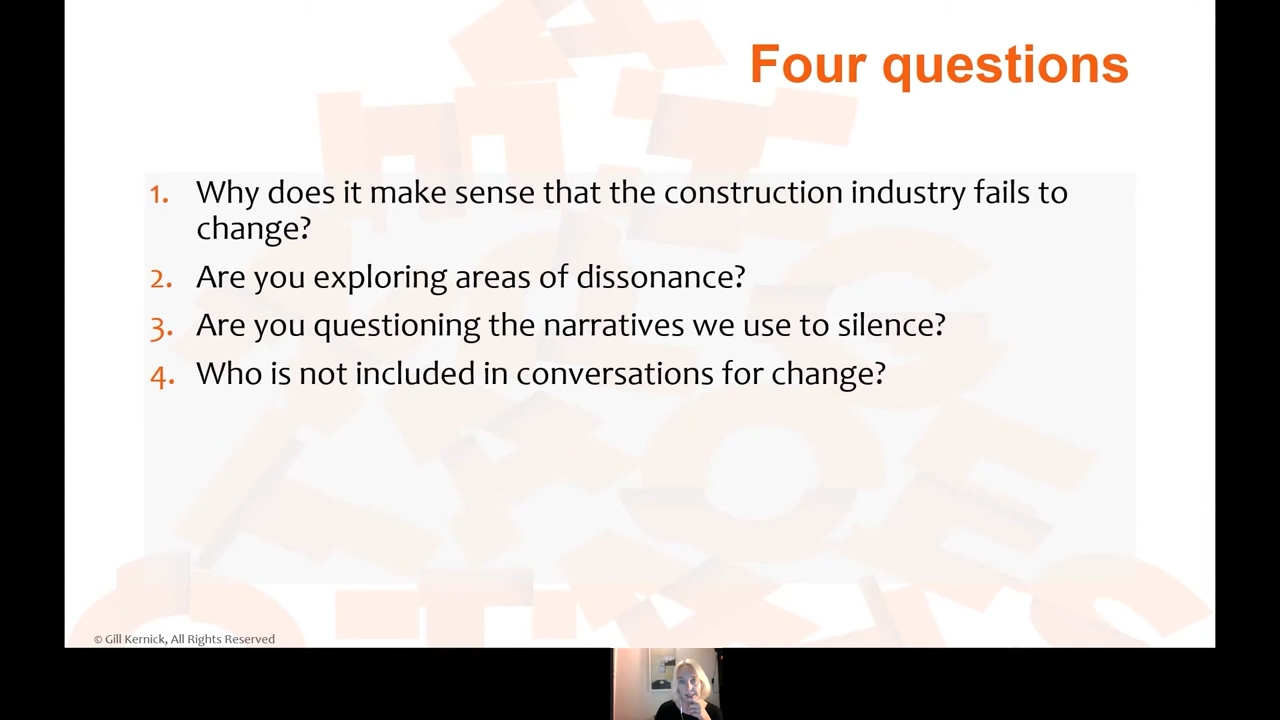 Four questions
1. Why does it make sense that the construction industry fails to
change?
2. Are you exploring areas of dissonance?
3. Are you questioning the narratives we use to silence?
4. Who is not included in conversations for change?
© Gill Kernick, All Rights Reserved